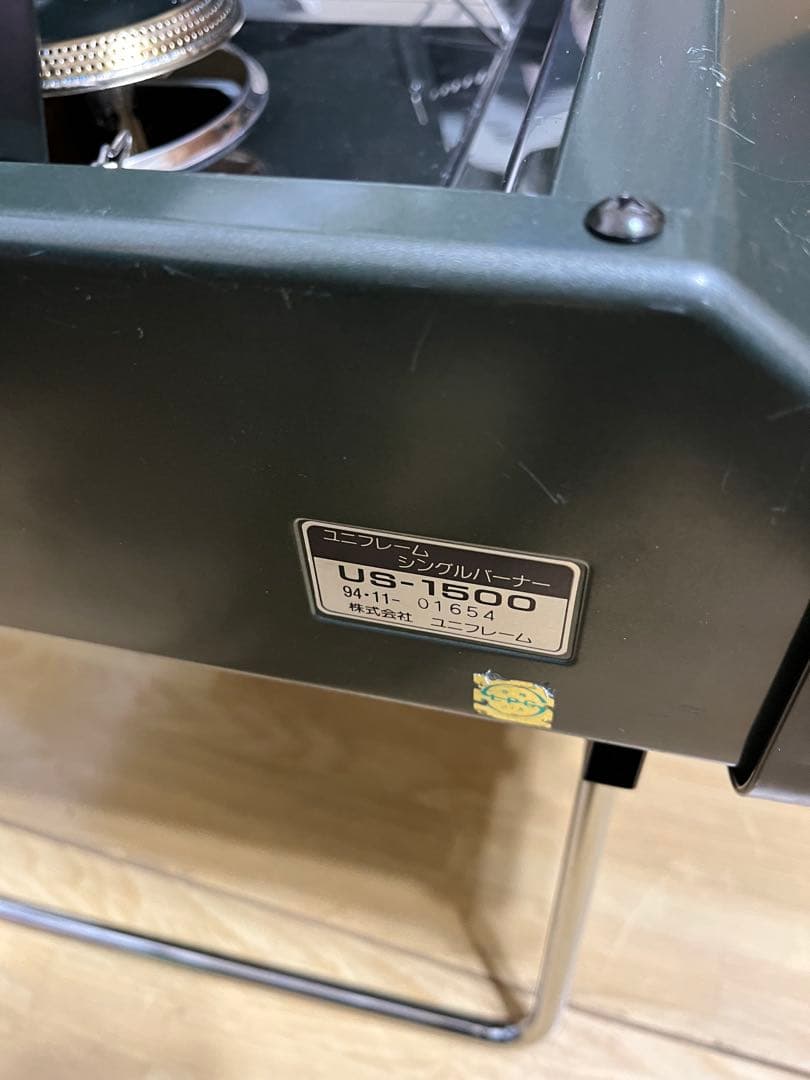 ユニフレーム
シングルバーナー
US-1500
94・11- 01654
株式会社 ユニフレーム
LPG